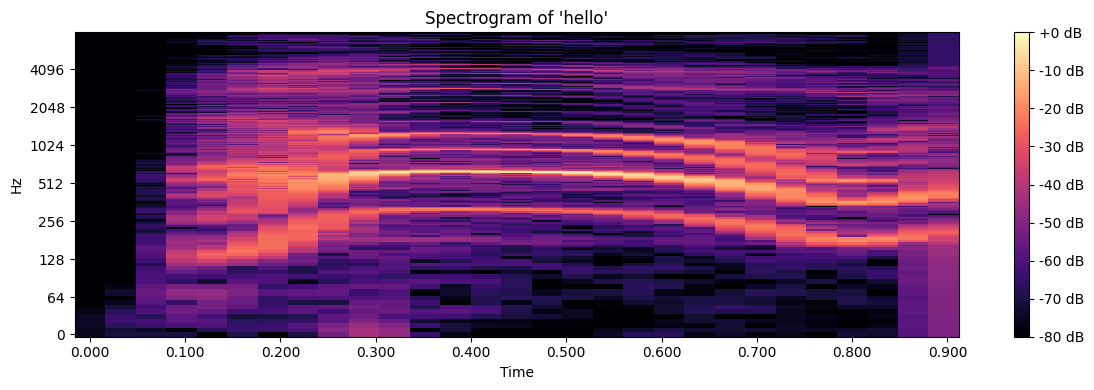 Spectrogram of 'hello'
Hz
4096
2048
1024
512
256
128
64
0
0.000 0.100 0.200 0.300 0.400 0.500 0.600 0.700 0.800 0.900
Time
+0 dB
-10 dB
-20 dB
-30 dB
-40 dB
-50 dB
-60 dB
-70 dB
-80 dB